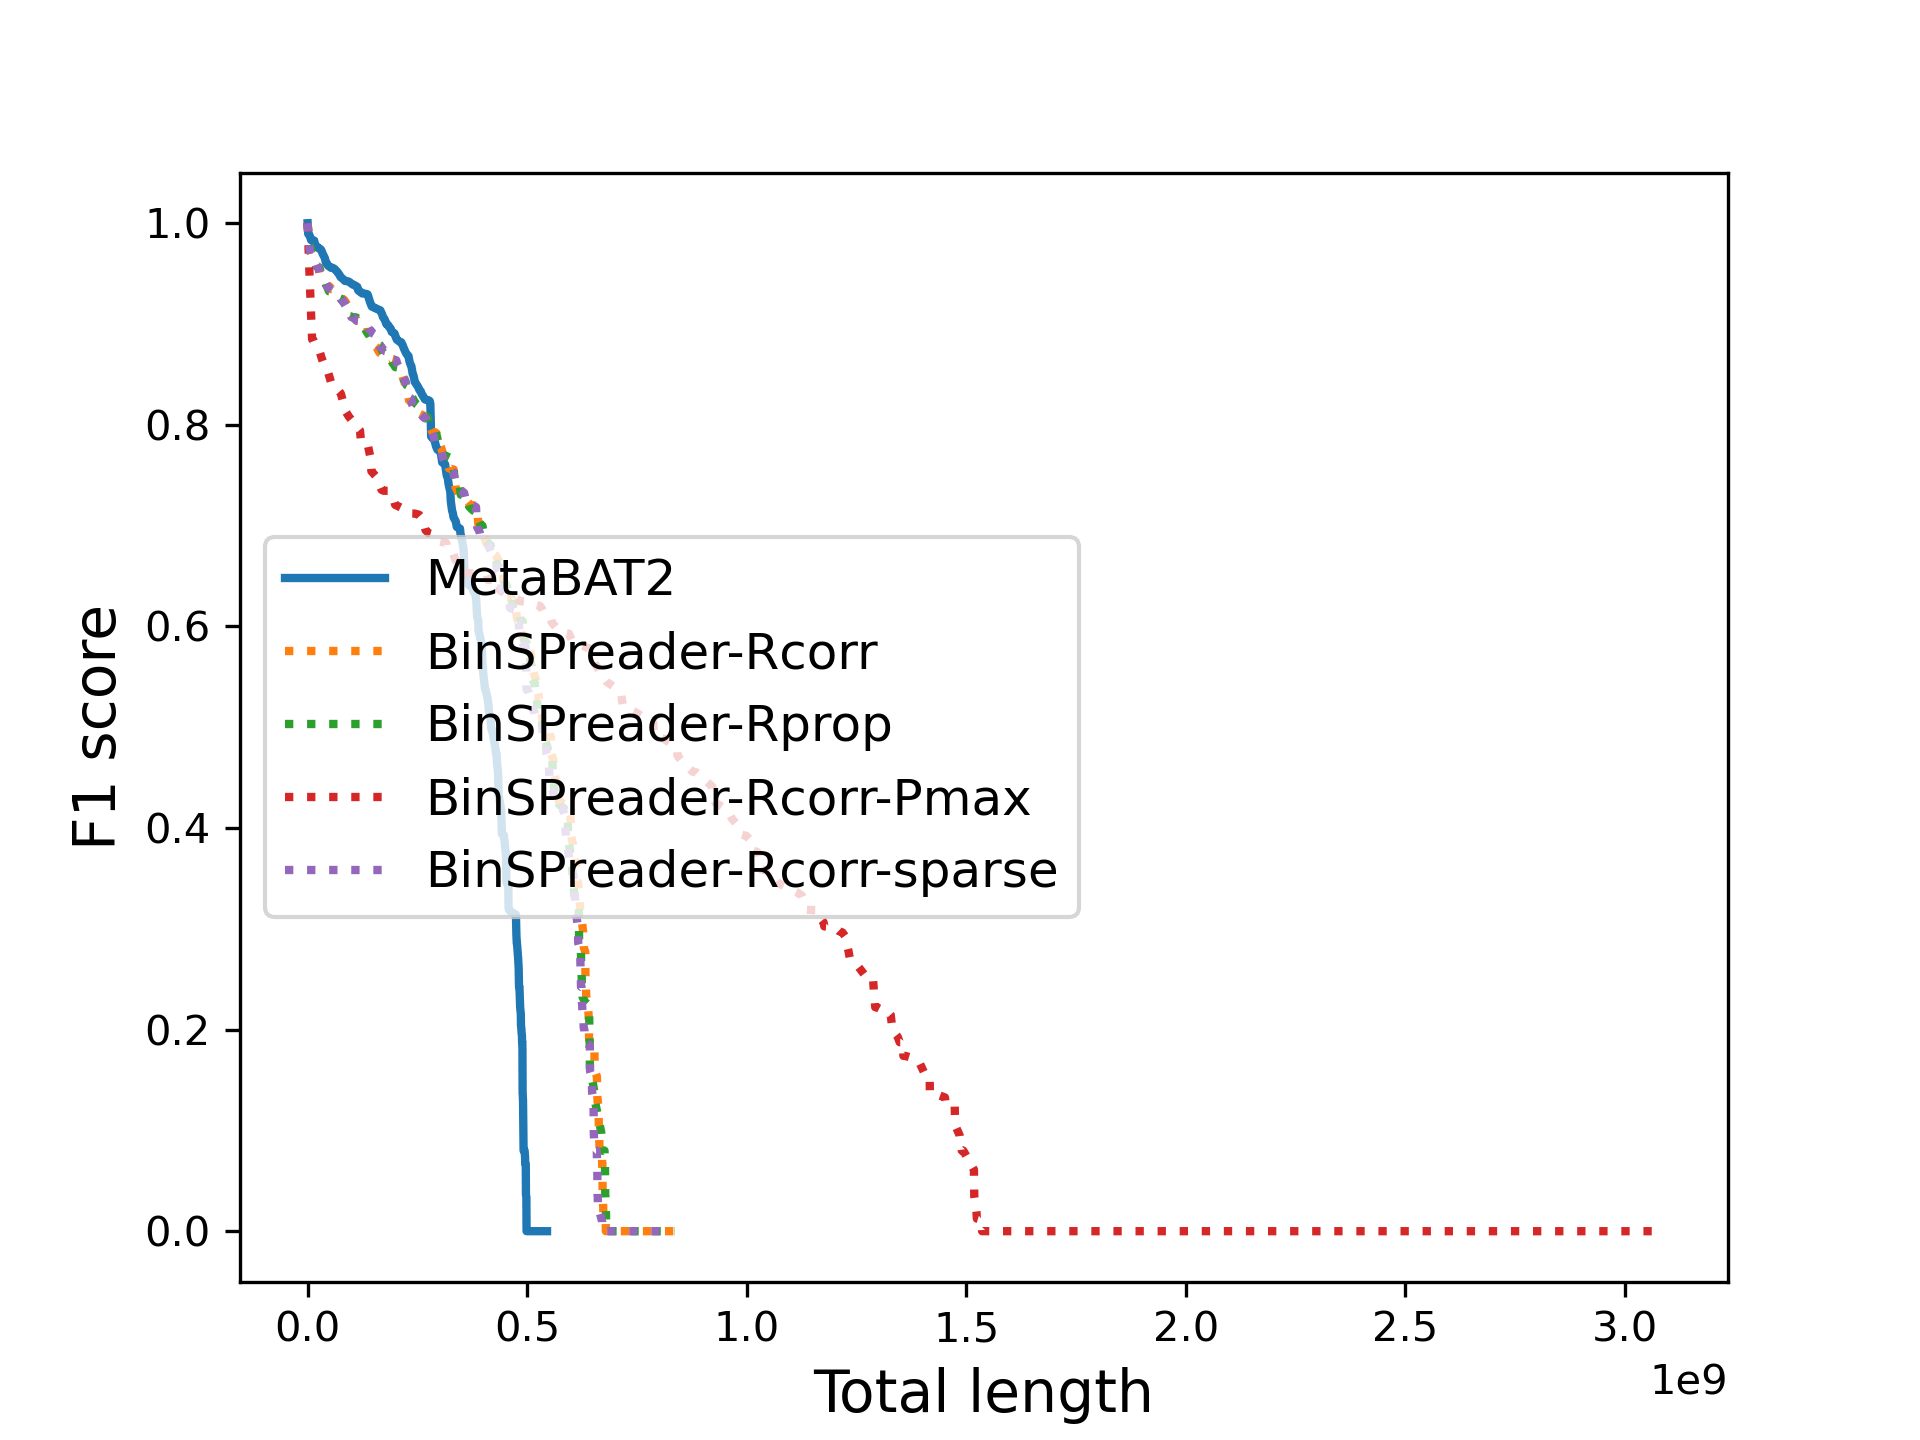 1.0
0.8
0.6
0.4
0.2
0.0
F1 score
MetaBAT2
BinSPreader-Rcorr
BinSPreader-Rprop
BinSPreader-Rcorr-Pmax
BinSPreader-Rcorr-sparse
0.0 0.5 1.0 1.5 2.0 2.5 3.0
1e9
Total length